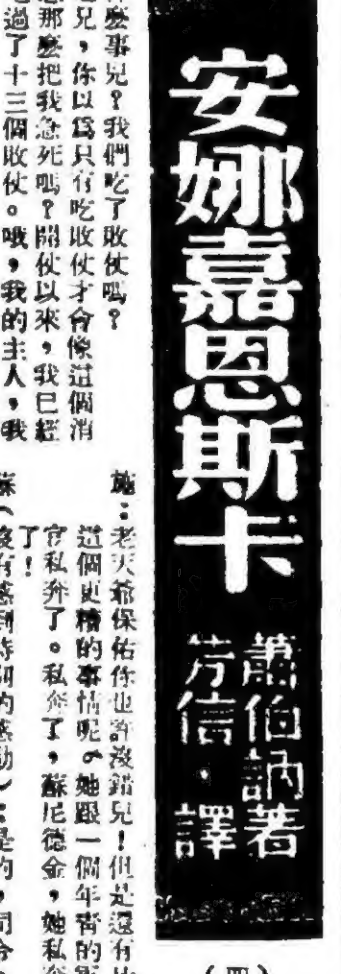 安娜嘉恩斯卡
蕭伯訥著
芳信·譯
(四)
麼事兒？我們吃了敗仗嗎？
兒，你以爲只有吃敗仗才會像這個消
那麼把我急死嗎？開仗以來，我已經
過了十三個敗仗。哦，我的主人，我
施：老天爺保佑你也許沒錯兒！但是還有比
這個更糟的事情呢。她跟一個年青的軍
官私奔了。私奔了，蘇尼德金，她私奔
了！
蘇（沒有感到特別的感動）：是的，